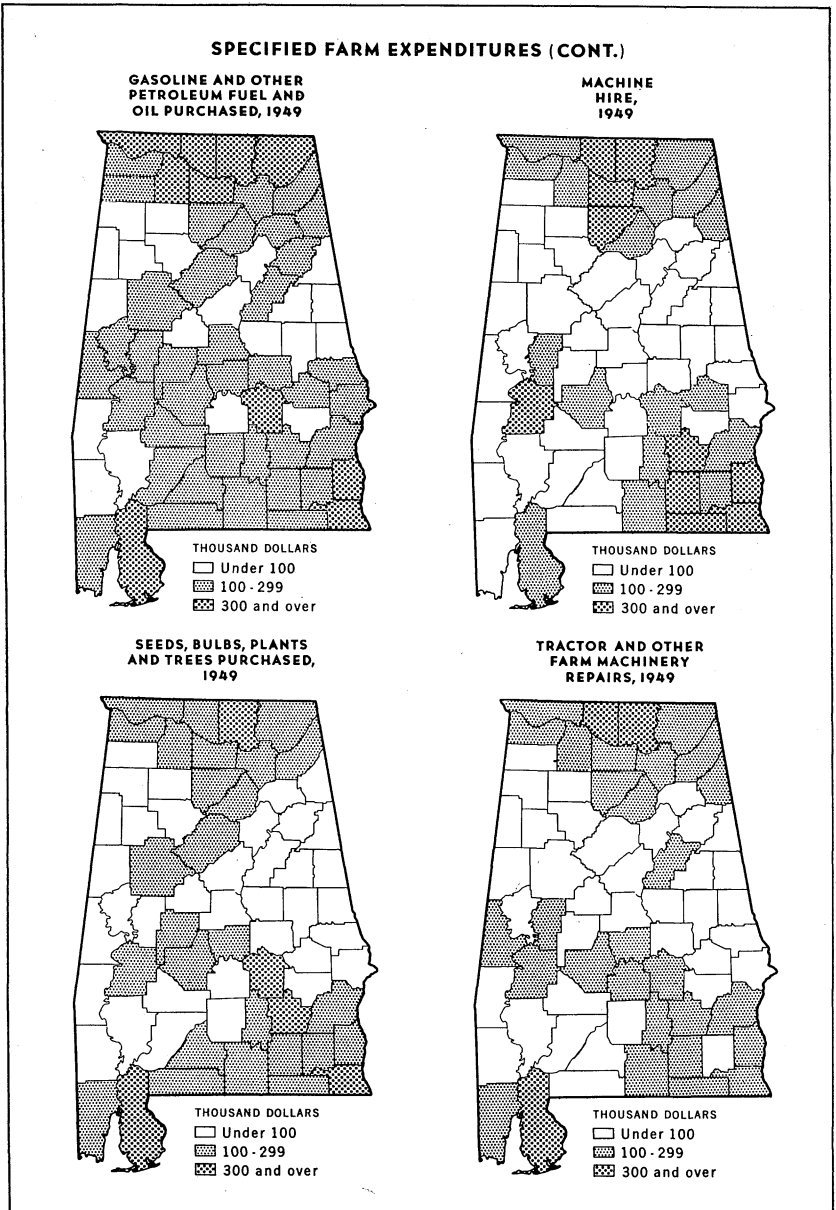 SPECIFIED FARM EXPENDITURES (CONT.)
GASOLINE AND OTHER
PETROLEUM FUEL AND
OIL PURCHASED, 1949
THOUSAND DOLLARS
Under 100
100 - 299
300 and over
MACHINE
HIRE,
1949
THOUSAND DOLLARS
Under 100
100 - 299
300 and over
SEEDS, BULBS, PLANTS
AND TREES PURCHASED,
1949
THOUSAND DOLLARS
Under 100
100 - 299
300 and over
TRACTOR AND OTHER
FARM MACHINERY
REPAIRS, 1949
THOUSAND DOLLARS
Under 100
100 - 299
300 and over